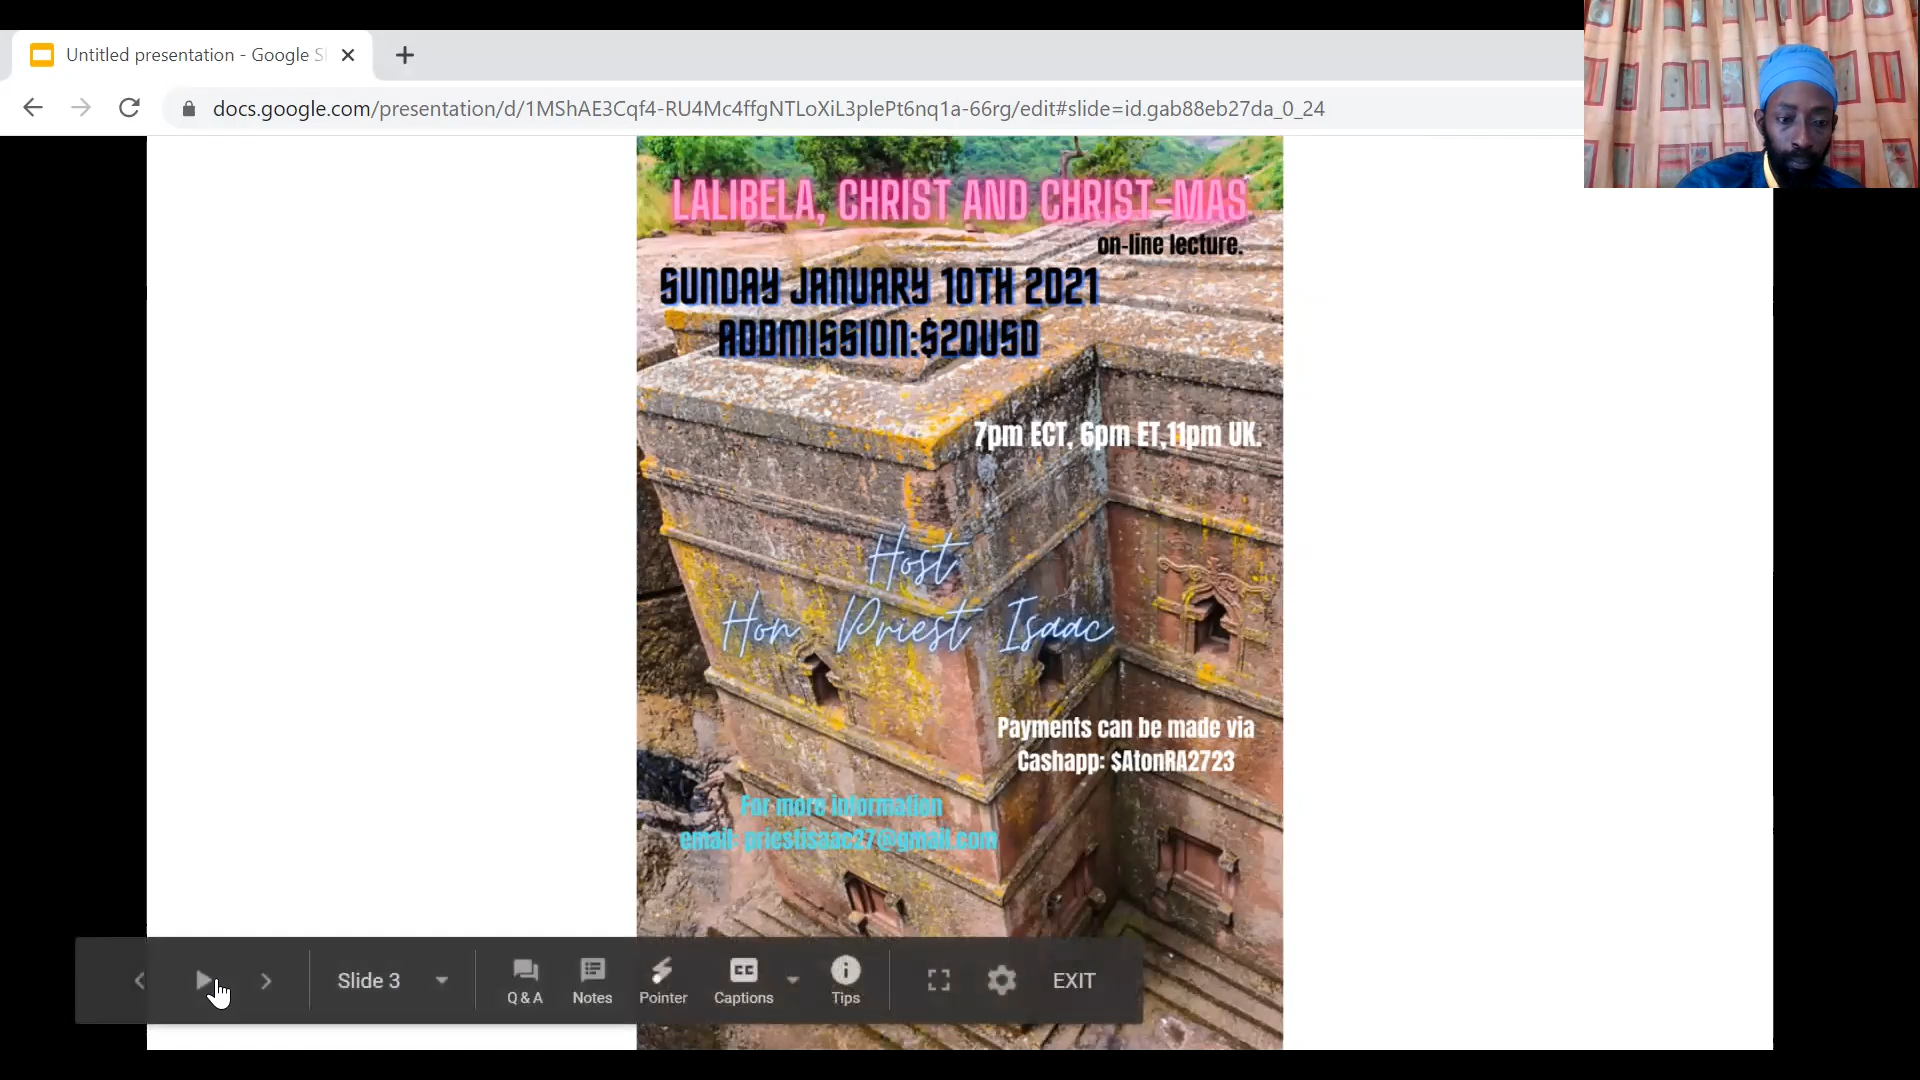 Untitled presentation - Google S
docs.google.com/presentation/d/1MShAE3Cqf4-RU4Mc4ffgNTLoXiL3plePt6nq1a-66rg/edit#slide=id.gab88eb27da_0_24
LALIBELA, CHRIST AND CHRIST-MAS
on-line lecture.
SUNDAY JANUARY 10TH 2021
ADDMISSION:$20USD
7pm ECT, 6pm ET,11pm UK.
Host
Hon Priest Isaac
Payments can be made via
Cashapp: $AtonRA2723
For more information
email: priestisaac27@gmail.com
Slide 3
Q & A
Notes
Pointer
CC
Captions
Tips
EXIT